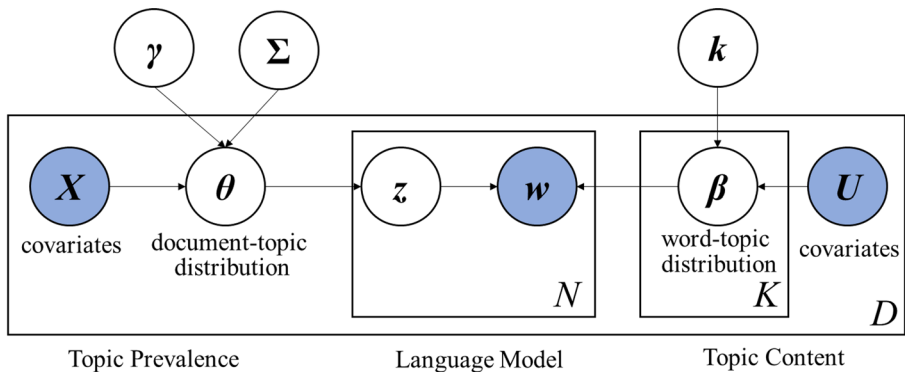 γ
Σ
k
X
θ
z
w
β
U
covariates
document-topic
distribution
word-topic
distribution
covariates
N
K
D
Topic Prevalence
Language Model
Topic Content